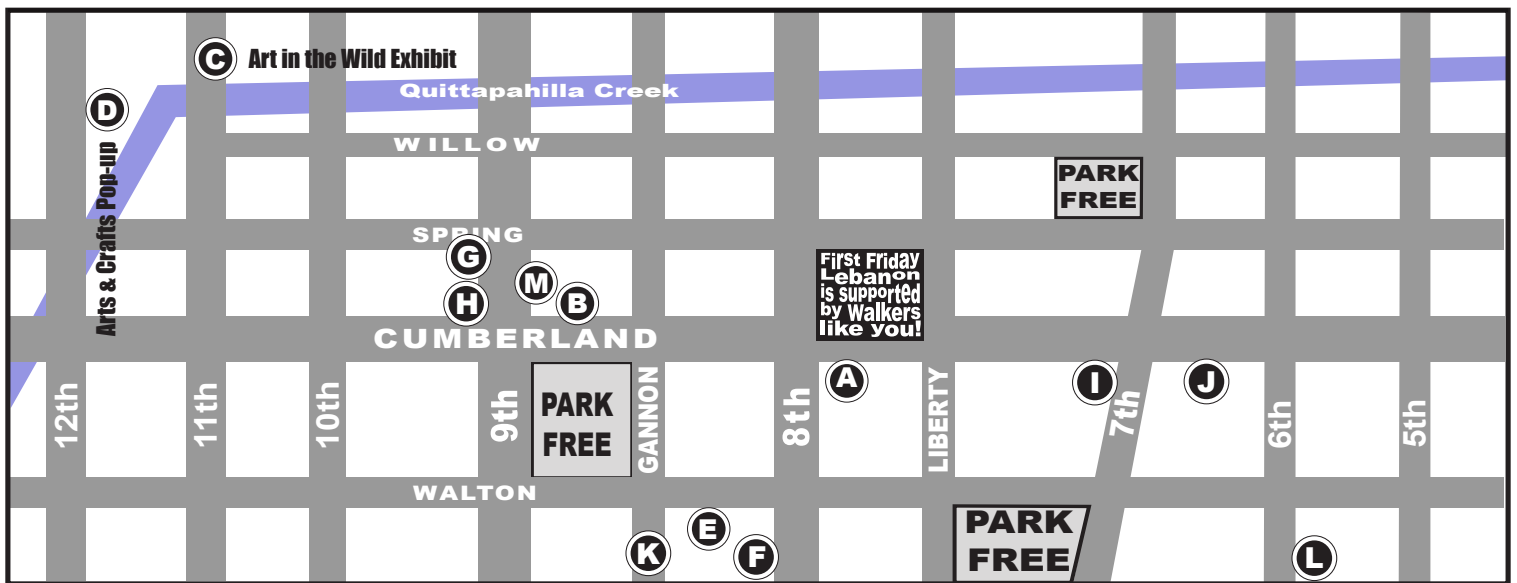 C Art in the Wild Exhibit
Quittapahilla Creek
D
Arts & Crafts Pop-up
WILLOW
PARK
FREE
SPRING
G
M
H
B
First Friday
Lebanon
is supported
by Walkers
like you!
CUMBERLAND
A
I
J
12th
11th
10th
9th
PARK
FREE
GANNON
8th
LIBERTY
7th
6th
5th
WALTON
K
E
F
PARK
FREE
L